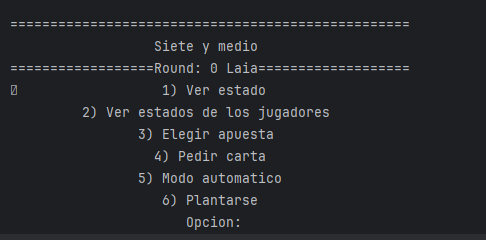 ==================================================
Siete y medio
==================Round: 0 Laia===================
1) Ver estado
2) Ver estados de los jugadores
3) Elegir apuesta
4) Pedir carta
5) Modo automatico
6) Plantarse
Opcion: